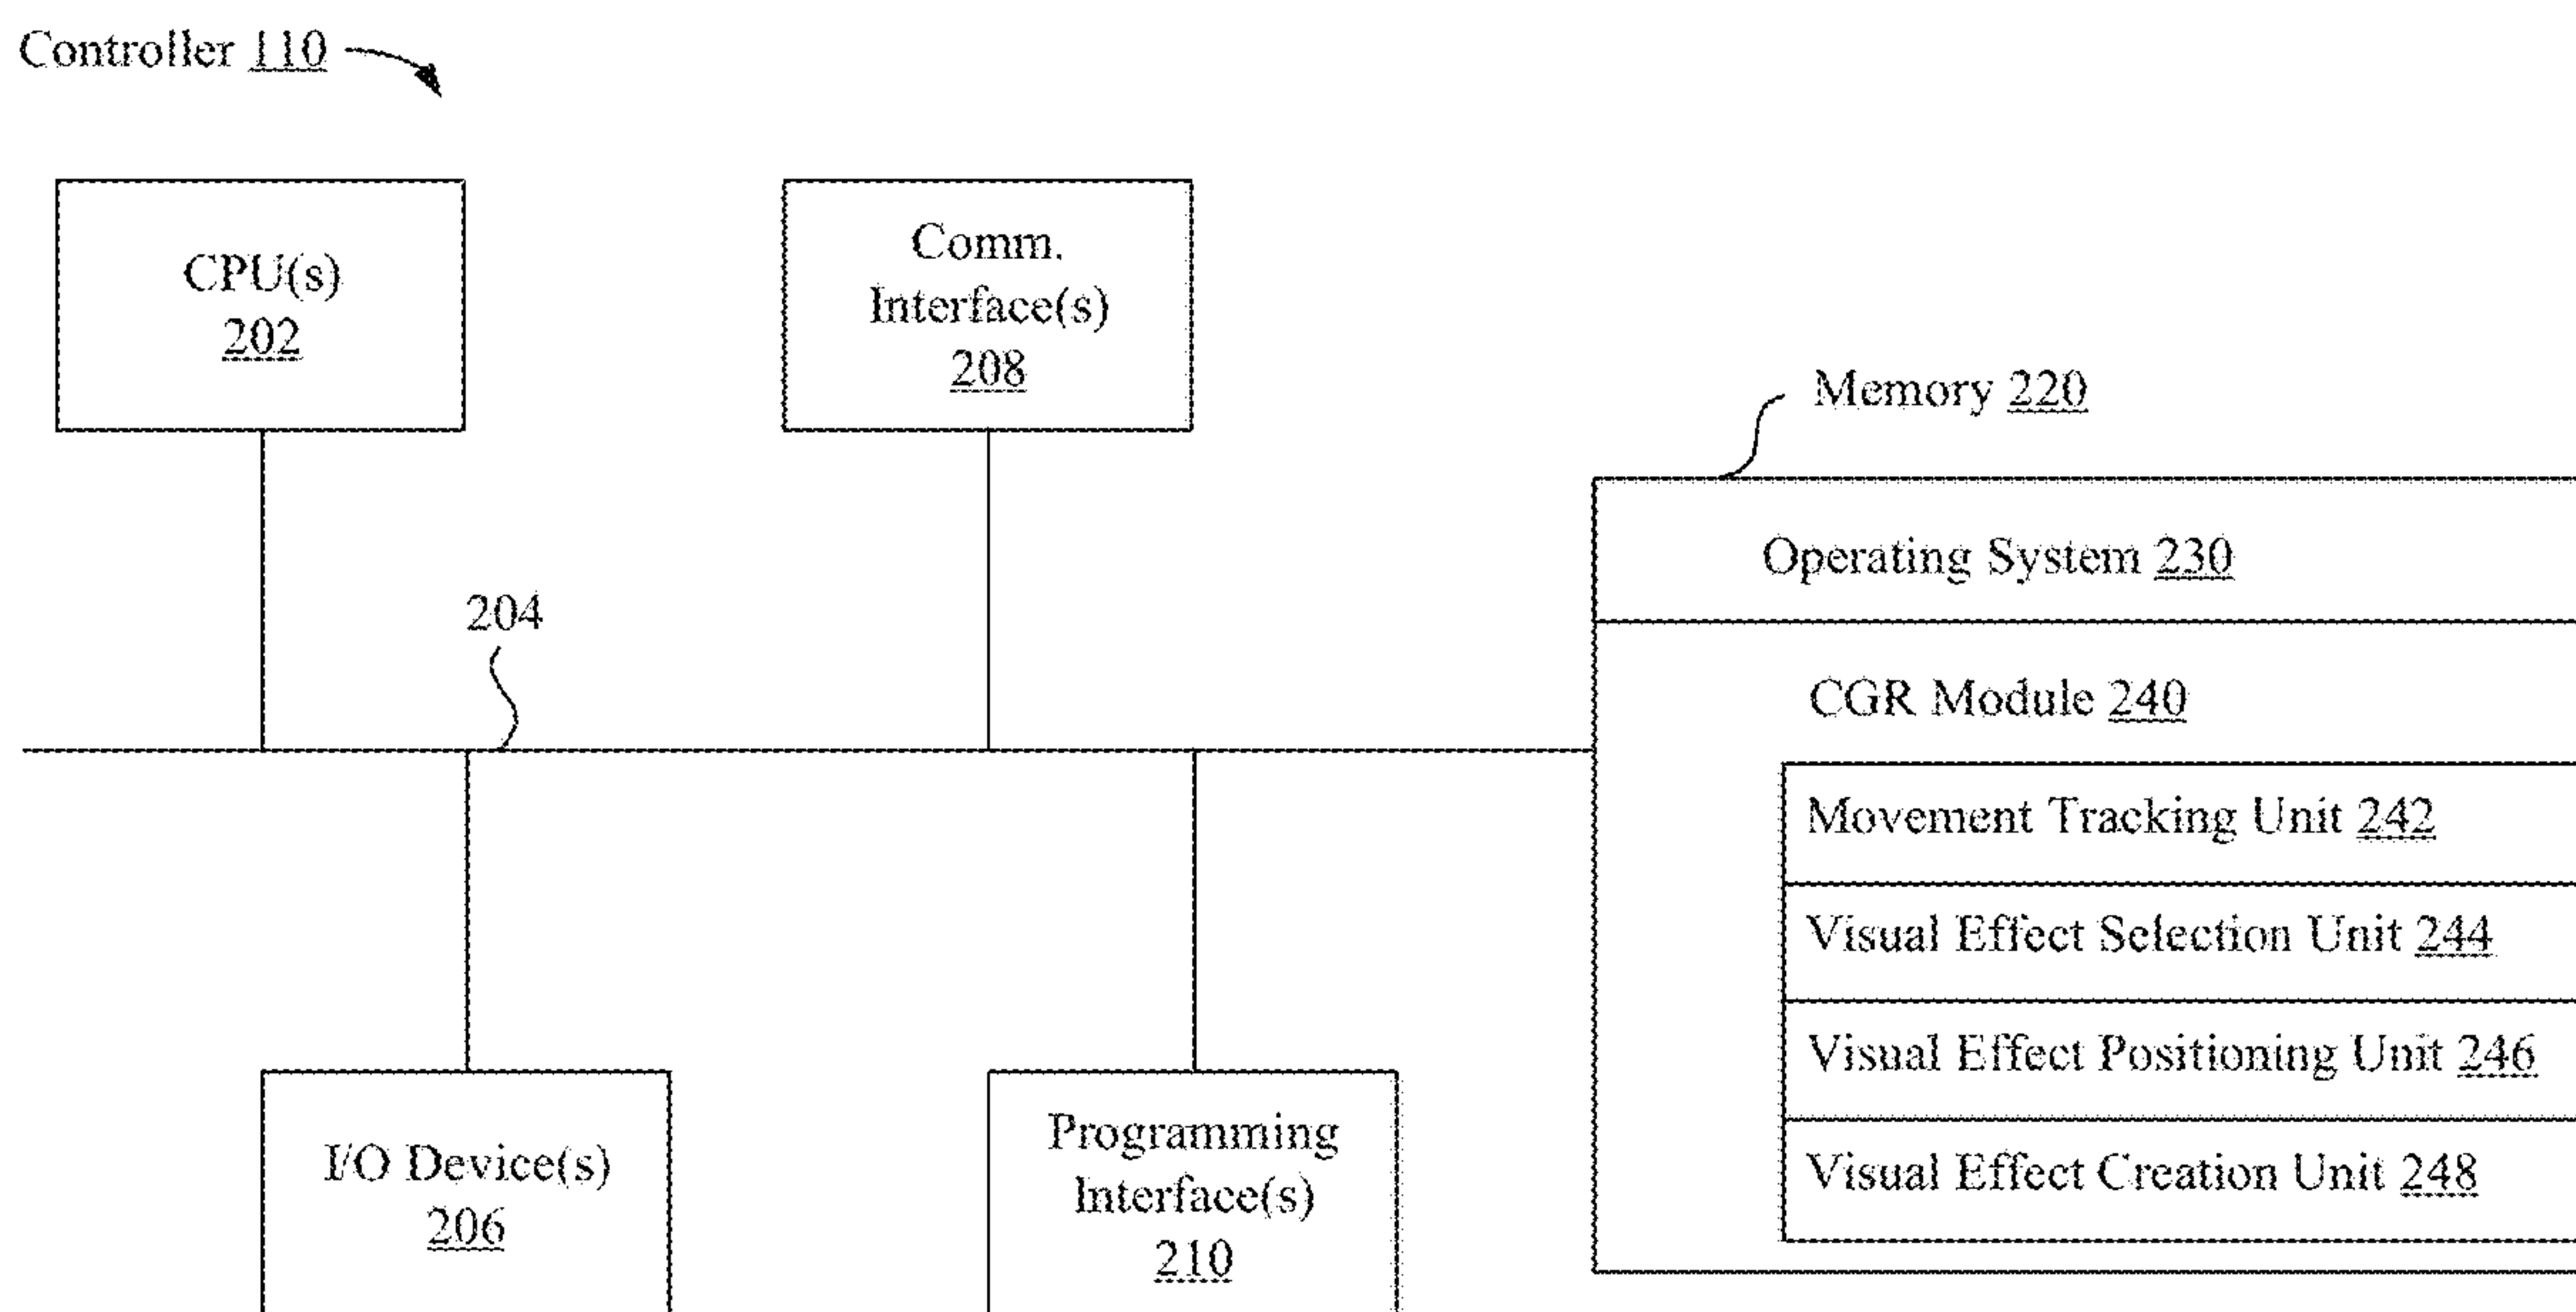 Controller 110
CPU(s)
202
Comm.
Interface(s)
208
Memory 220
Operating System 230
204
CGR Module 240
Movement Tracking Unit 242
Visual Effect Selection Unit 244
Visual Effect Positioning Unit 246
Visual Effect Creation Unit 248
I/O Device(s)
206
Programming
Interface(s)
210